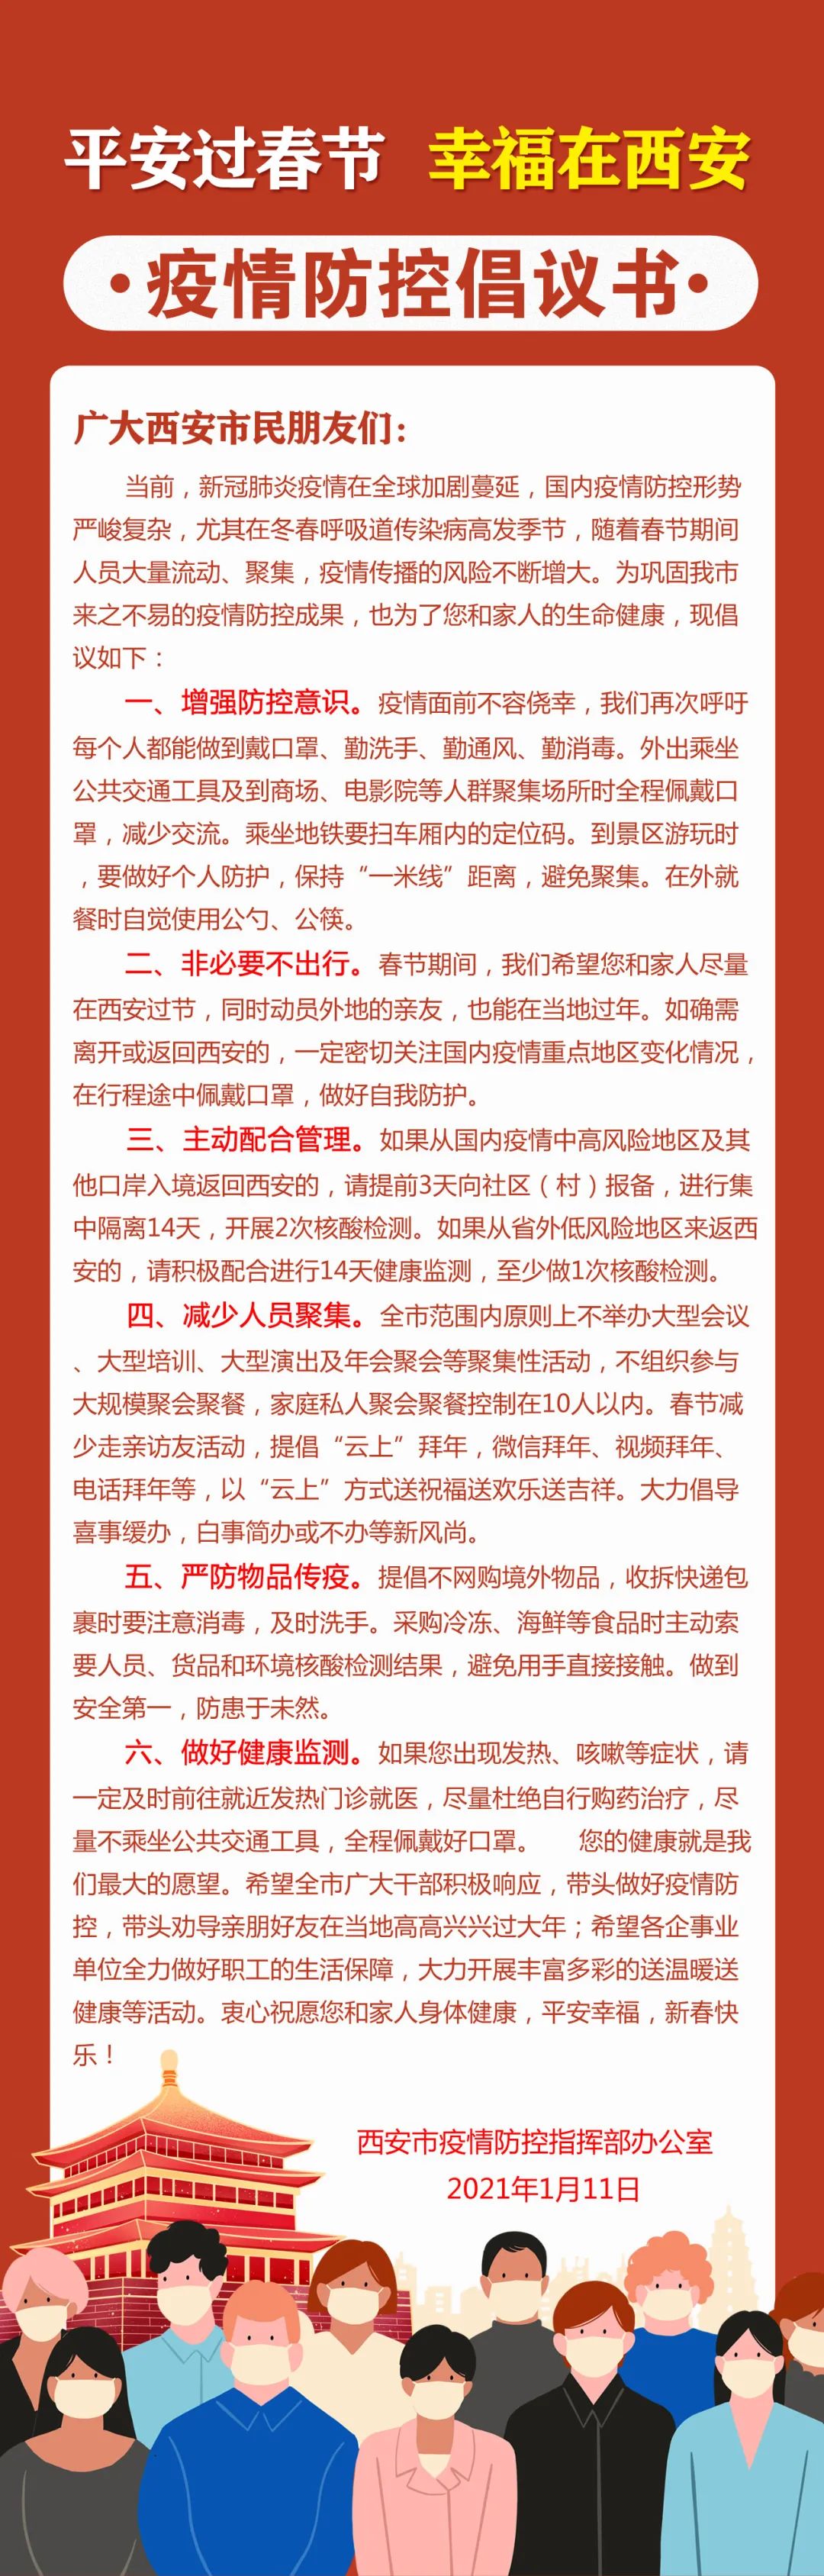 平安过春节 幸福在西安
·疫情防控倡议书·
广大西安市民朋友们：
当前，新冠肺炎疫情在全球加剧蔓延，国内疫情防控形势
严峻复杂，尤其在冬春呼吸道传染病高发季节，随着春节期间
人员大量流动、聚集，疫情传播的风险不断增大。为巩固我市
来之不易的疫情防控成果，也为了您和家人的生命健康，现倡
议如下：
一、增强防控意识。疫情面前不容侥幸，我们再次呼吁
每个人都能做到戴口罩、勤洗手、勤通风、勤消毒。外出乘坐
公共交通工具及到商场、电影院等人群聚集场所时全程佩戴口
罩，减少交流。乘坐地铁要扫车厢内的定位码。到景区游玩时
，要做好个人防护，保持“一米线”距离，避免聚集。在外就
餐时自觉使用公勺、公筷。
二、非必要不出行。春节期间，我们希望您和家人尽量
在西安过节，同时动员外地的亲友，也能在当地过年。如确需
离开或返回西安的，一定密切关注国内疫情重点地区变化情况，
在行程途中佩戴口罩，做好自我防护。
三、主动配合管理。如果从国内疫情中高风险地区及其
他口岸入境返回西安的，请提前3天向社区（村）报备，进行集
中隔离14天，开展2次核酸检测。如果从省外低风险地区来返西
安的，请积极配合进行14天健康监测，至少做1次核酸检测。
四、减少人员聚集。全市范围内原则上不举办大型会议
、大型培训、大型演出及年会聚会等聚集性活动，不组织参与
大规模聚会聚餐，家庭私人聚会聚餐控制在10人以内。春节减
少走亲访友活动，提倡“云上”拜年，微信拜年、视频拜年、
电话拜年等，以“云上”方式送祝福送欢乐送吉祥。大力倡导
喜事缓办，白事简办或不办等新风尚。
五、严防物品传疫。提倡不网购境外物品，收拆快递包
裹时要注意消毒，及时洗手。采购冷冻、海鲜等食品时主动索
要人员、货品和环境核酸检测结果，避免用手直接接触。做到
安全第一，防患于未然。
六、做好健康监测。如果您出现发热、咳嗽等症状，请
一定及时前往就近发热门诊就医，尽量杜绝自行购药治疗，尽
量不乘坐公共交通工具，全程佩戴好口罩。 您的健康就是我
们最大的愿望。希望全市广大干部积极响应，带头做好疫情防
控，带头劝导亲朋好友在当地高高兴兴过大年；希望各企事业
单位全力做好职工的生活保障，大力开展丰富多彩的送温暖送
健康等活动。衷心祝愿您和家人身体健康，平安幸福，新春快
乐！
西安市疫情防控指挥部办公室
2021年1月11日